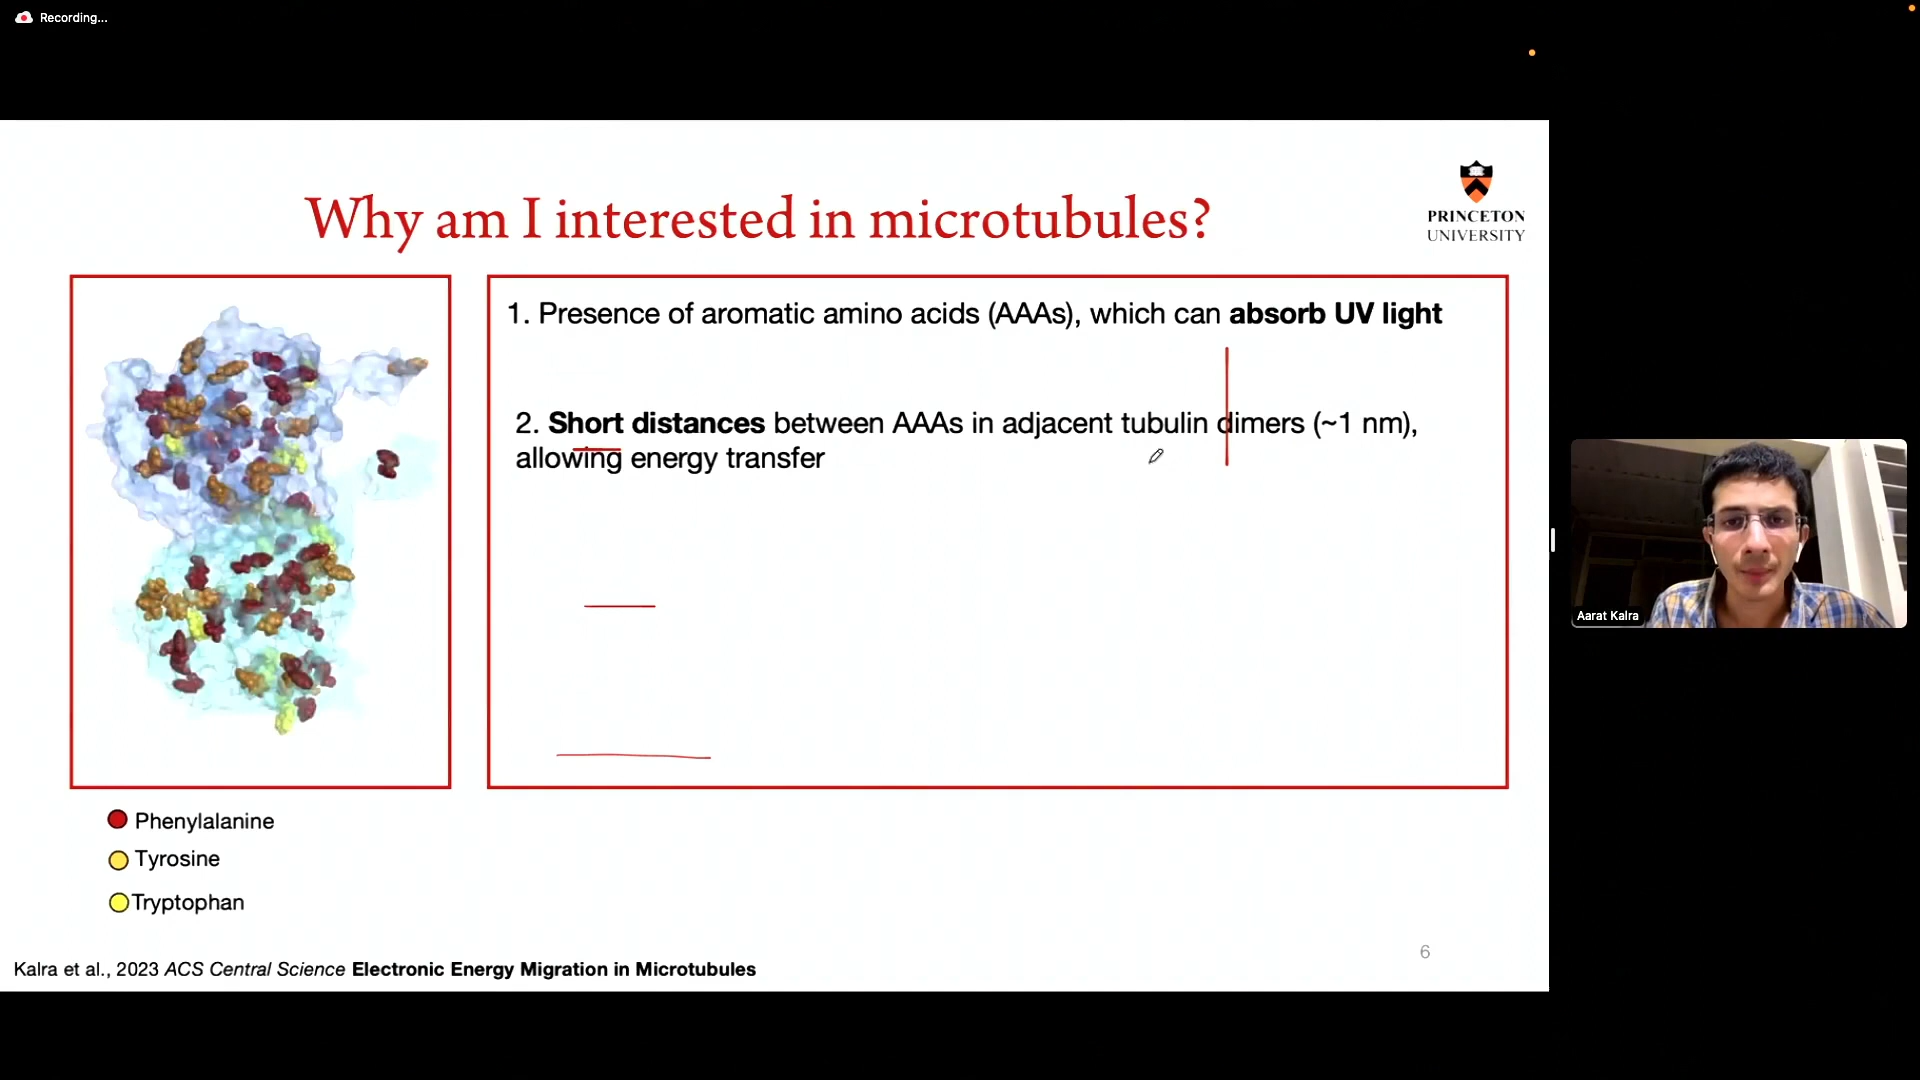 Recording...
Why am I interested in microtubules?
PRINCETON
UNIVERSITY
1. Presence of aromatic amino acids (AAAs), which can absorb UV light
2. Short distances between AAAs in adjacent tubulin dimers (~1 nm),
allowing energy transfer
Aarat Kalra
Phenylalanine
Tyrosine
Tryptophan
6
Kalra et al., 2023 ACS Central Science Electronic Energy Migration in Microtubules